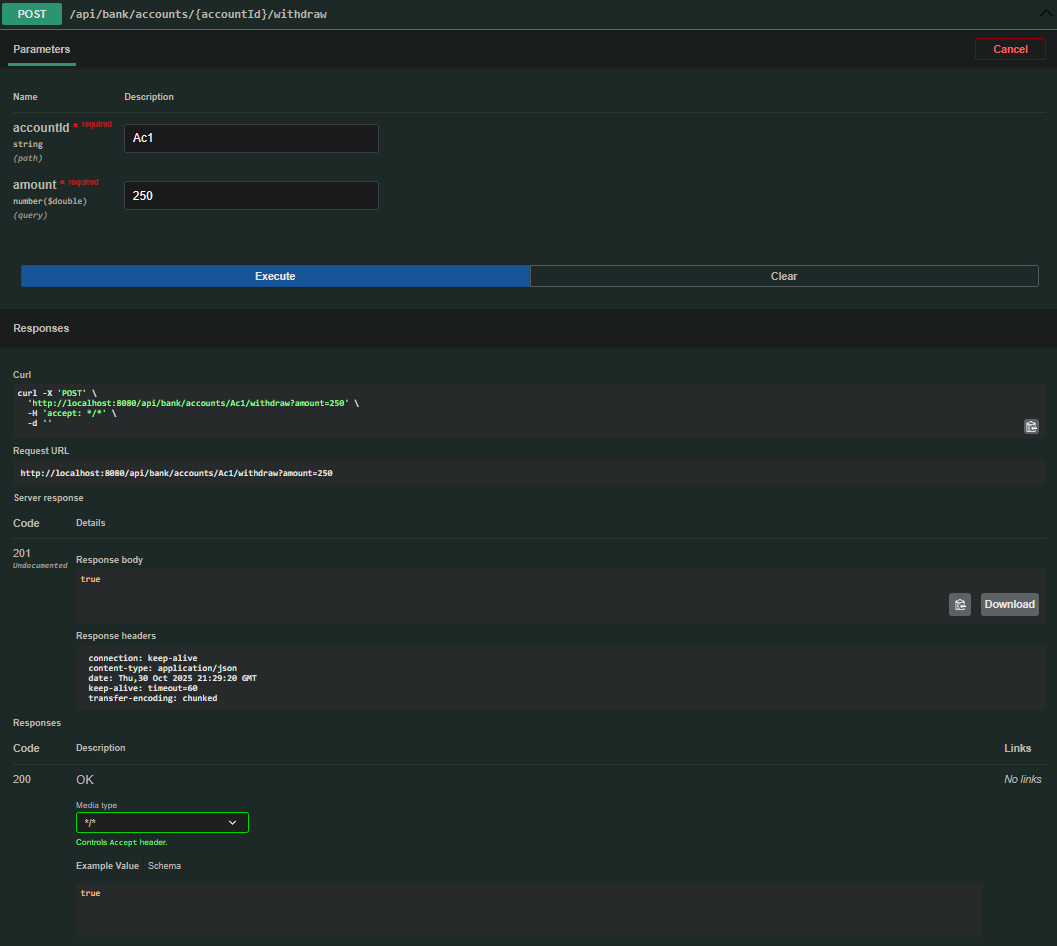 POST /api/bank/accounts/{accountId}/withdraw
Parameters Cancel
Name Description
accountId * required
string
(path)
Ac1
amount * required
number($double)
(query)
250
Execute Clear
Responses
Curl
curl -X 'POST' \
'http://localhost:8080/api/bank/accounts/Ac1/withdraw?amount=250' \
-H 'accept: */*' \
-d ''
Request URL
http://localhost:8080/api/bank/accounts/Ac1/withdraw?amount=250
Server response
Code Details
201
Undocumented
Response body
true
Download
Response headers
connection: keep-alive
content-type: application/json
date: Thu,30 Oct 2025 21:29:20 GMT
keep-alive: timeout=60
transfer-encoding: chunked
Responses
Code Description Links
200 OK No links
Media type
*/*
Controls Accept header.
Example Value Schema
true